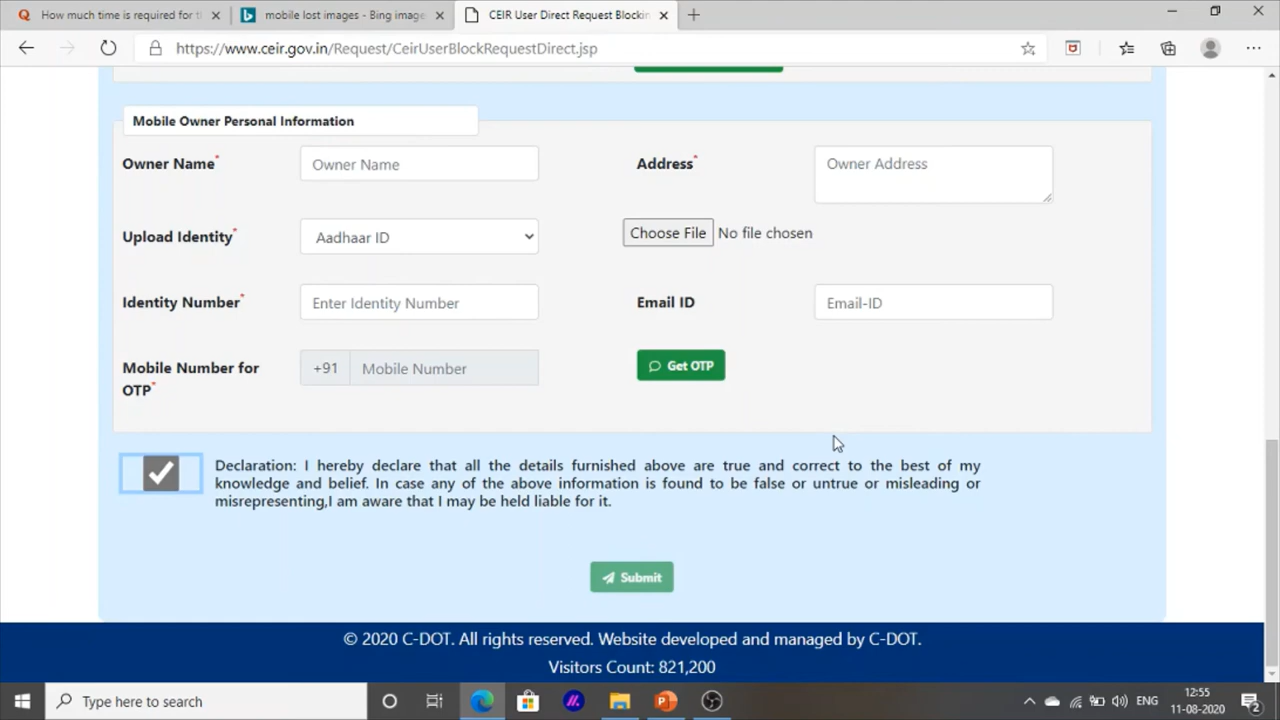 How much time is required for t
mobile lost images - Bing image
CEIR User Direct Request Blockin
https://www.ceir.gov.in/Request/CeirUserBlockRequestDirect.jsp
Mobile Owner Personal Information
Owner Name*
Owner Name
Address*
Owner Address
Upload Identity*
Aadhaar ID
Choose File No file chosen
Identity Number*
Enter Identity Number
Email ID
Email-ID
Mobile Number for
OTP*
+91 Mobile Number
Get OTP
Declaration: I hereby declare that all the details furnished above are true and correct to the best of my
knowledge and belief. In case any of the above information is found to be false or untrue or misleading or
misrepresenting,I am aware that I may be held liable for it.
Submit
© 2020 C-DOT. All rights reserved. Website developed and managed by C-DOT.
Visitors Count: 821,200
Type here to search
ENG
12:55
11-08-2020
2